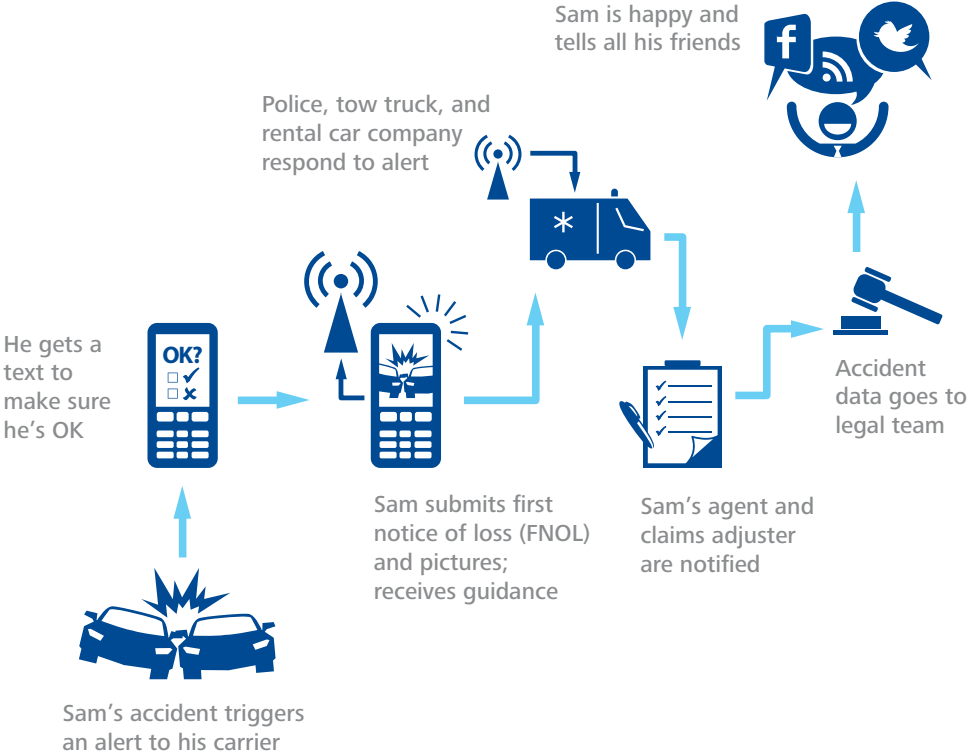 Sam's accident triggers
an alert to his carrier
He gets a
text to
make sure
he's OK
OK?
Sam submits first
notice of loss (FNOL)
and pictures;
receives guidance
Police, tow truck, and
rental car company
respond to alert
Sam's agent and
claims adjuster
are notified
Accident
data goes to
legal team
Sam is happy and
tells all his friends
f